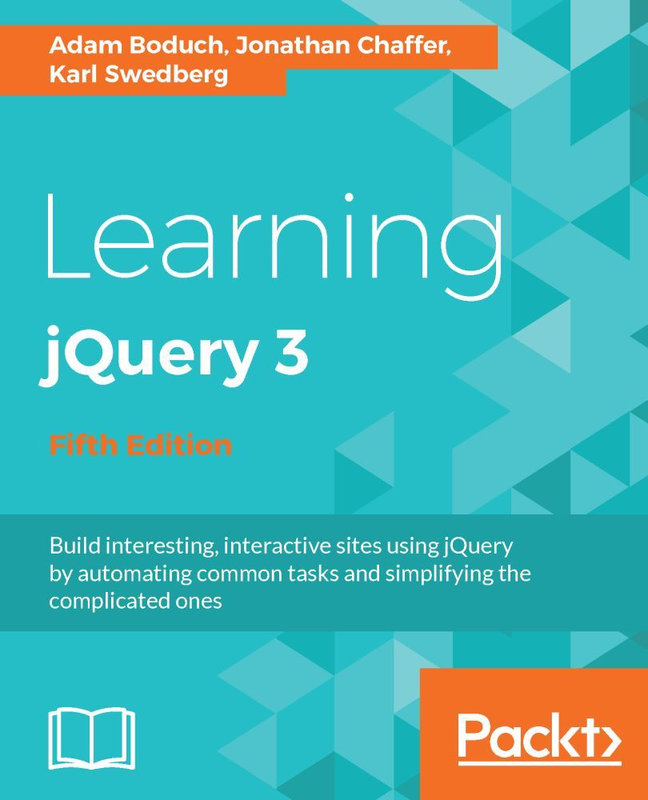 Adam Boduch, Jonathan Chaffer,
Karl Swedberg
Learning
jQuery 3
Fifth Edition
Build interesting, interactive sites using jQuery
by automating common tasks and simplifying the
complicated ones
Packt>